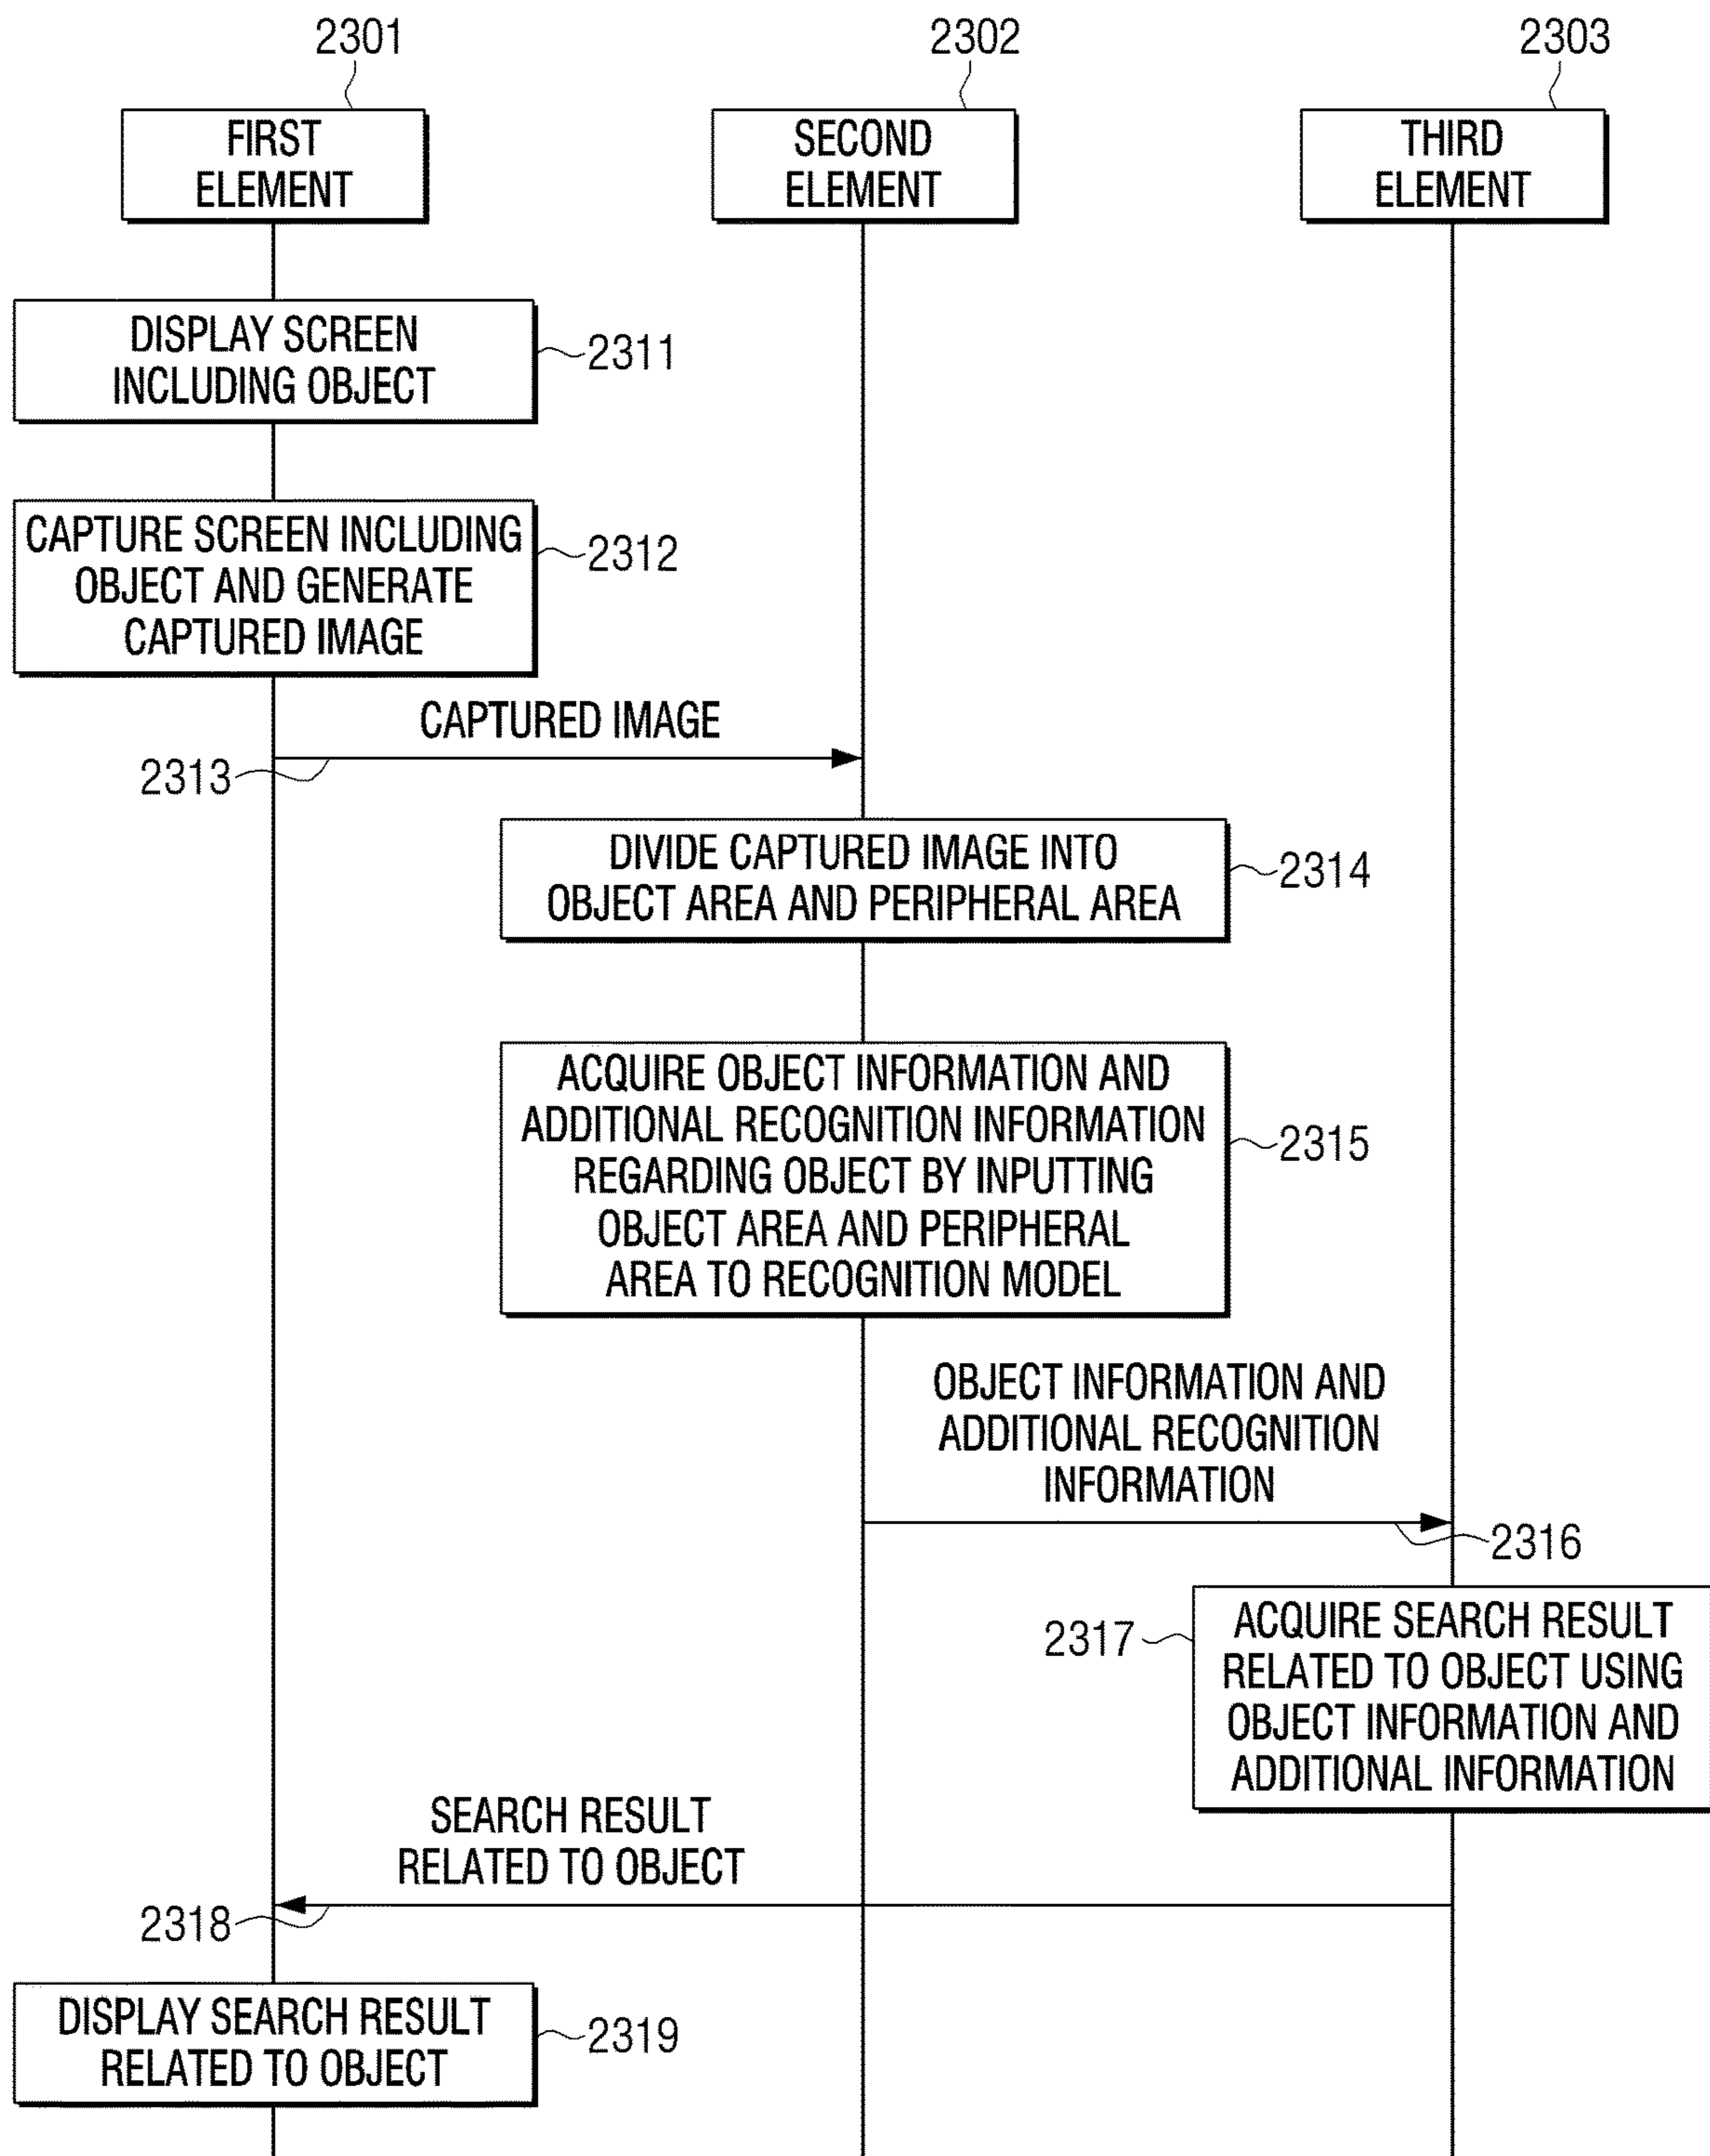 2301
2302
2303
FIRST
ELEMENT
SECOND
ELEMENT
THIRD
ELEMENT
DISPLAY SCREEN
INCLUDING OBJECT
2311
CAPTURE SCREEN INCLUDING
OBJECT AND GENERATE
CAPTURED IMAGE
2312
CAPTURED IMAGE
2313
DIVIDE CAPTURED IMAGE INTO
OBJECT AREA AND PERIPHERAL AREA
2314
ACQUIRE OBJECT INFORMATION AND
ADDITIONAL RECOGNITION INFORMATION
REGARDING OBJECT BY INPUTTING
OBJECT AREA AND PERIPHERAL
AREA TO RECOGNITION MODEL
2315
OBJECT INFORMATION AND
ADDITIONAL RECOGNITION
INFORMATION
2316
2317
ACQUIRE SEARCH RESULT
RELATED TO OBJECT USING
OBJECT INFORMATION AND
ADDITIONAL INFORMATION
SEARCH RESULT
RELATED TO OBJECT
2318
DISPLAY SEARCH RESULT
RELATED TO OBJECT
2319